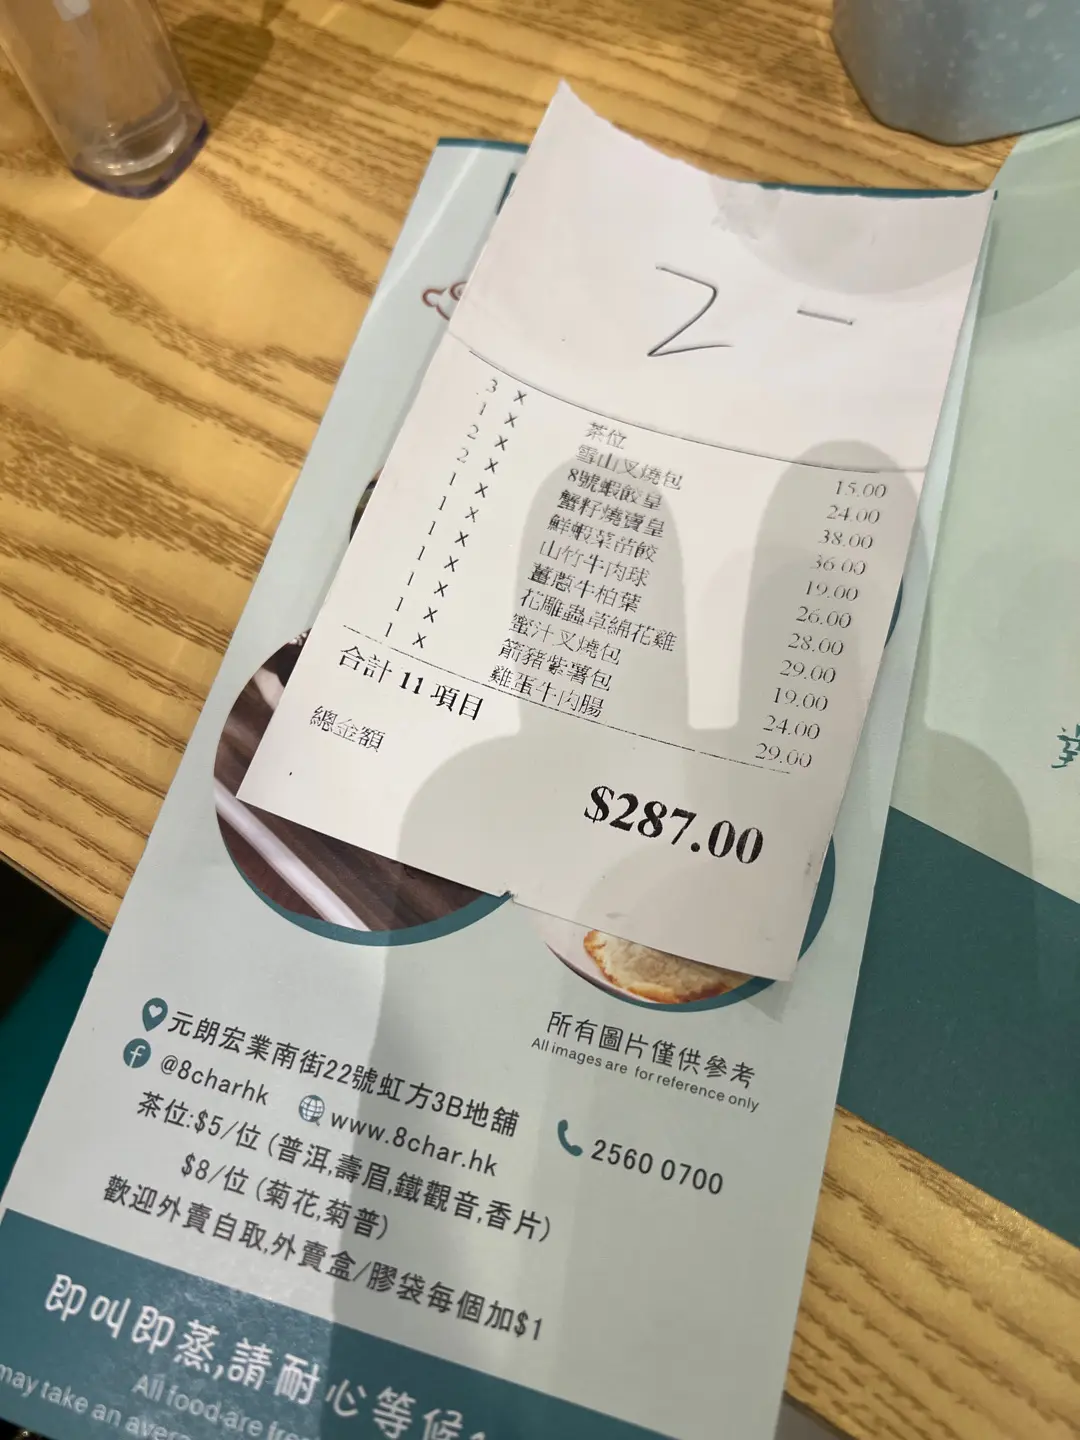 2 -
3 x 茶位 15.00
1 x 雪山叉燒包 24.00
2 x 8號蝦餃皇 38.00
2 x 蟹籽燒賣皇 36.00
1 x 鮮蝦菜苗餃 19.00
1 x 山竹牛肉球 26.00
1 x 薑蔥牛柏葉 28.00
1 x 花雕蟲草綿花雞 29.00
1 x 蜜汁叉燒包 19.00
1 x 箭豬紫薯包 24.00
1 x 雞蛋牛肉腸 29.00
合計 11 項目
總金額
$287.00
所有圖片僅供參考
All images are for reference only
元朗宏業南街22號虹方3B地舖
@8charhk www.8char.hk 2560 0700
茶位:$5/位 (普洱,壽眉,鐵觀音,香片)
$8/位 (菊花,菊普)
歡迎外賣自取,外賣盒/膠袋每個加$1
即叫即蒸,請耐心等候
All food are
may take an